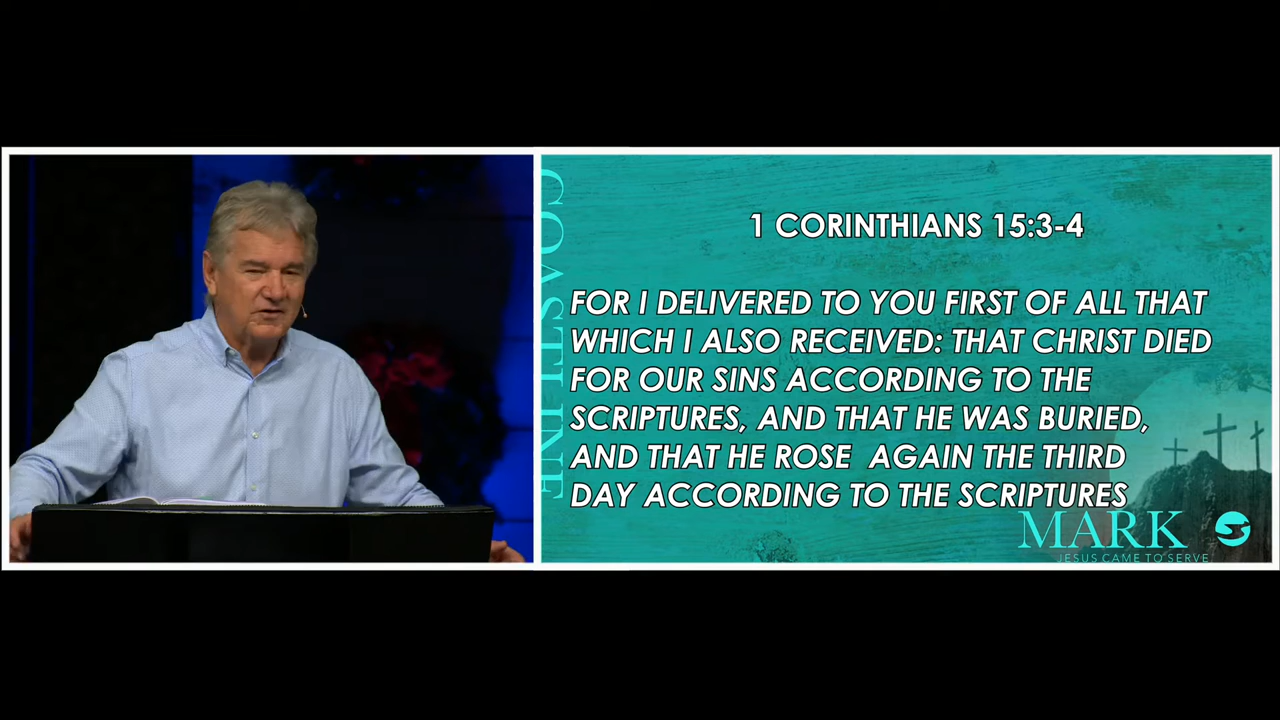 COASTLINE
1 CORINTHIANS 15:3-4
FOR I DELIVERED TO YOU FIRST OF ALL THAT
WHICH I ALSO RECEIVED: THAT CHRIST DIED
FOR OUR SINS ACCORDING TO THE
SCRIPTURES, AND THAT HE WAS BURIED,
AND THAT HE ROSE  AGAIN THE THIRD
DAY ACCORDING TO THE SCRIPTURES
MARK
JESUS CAME TO SERVE